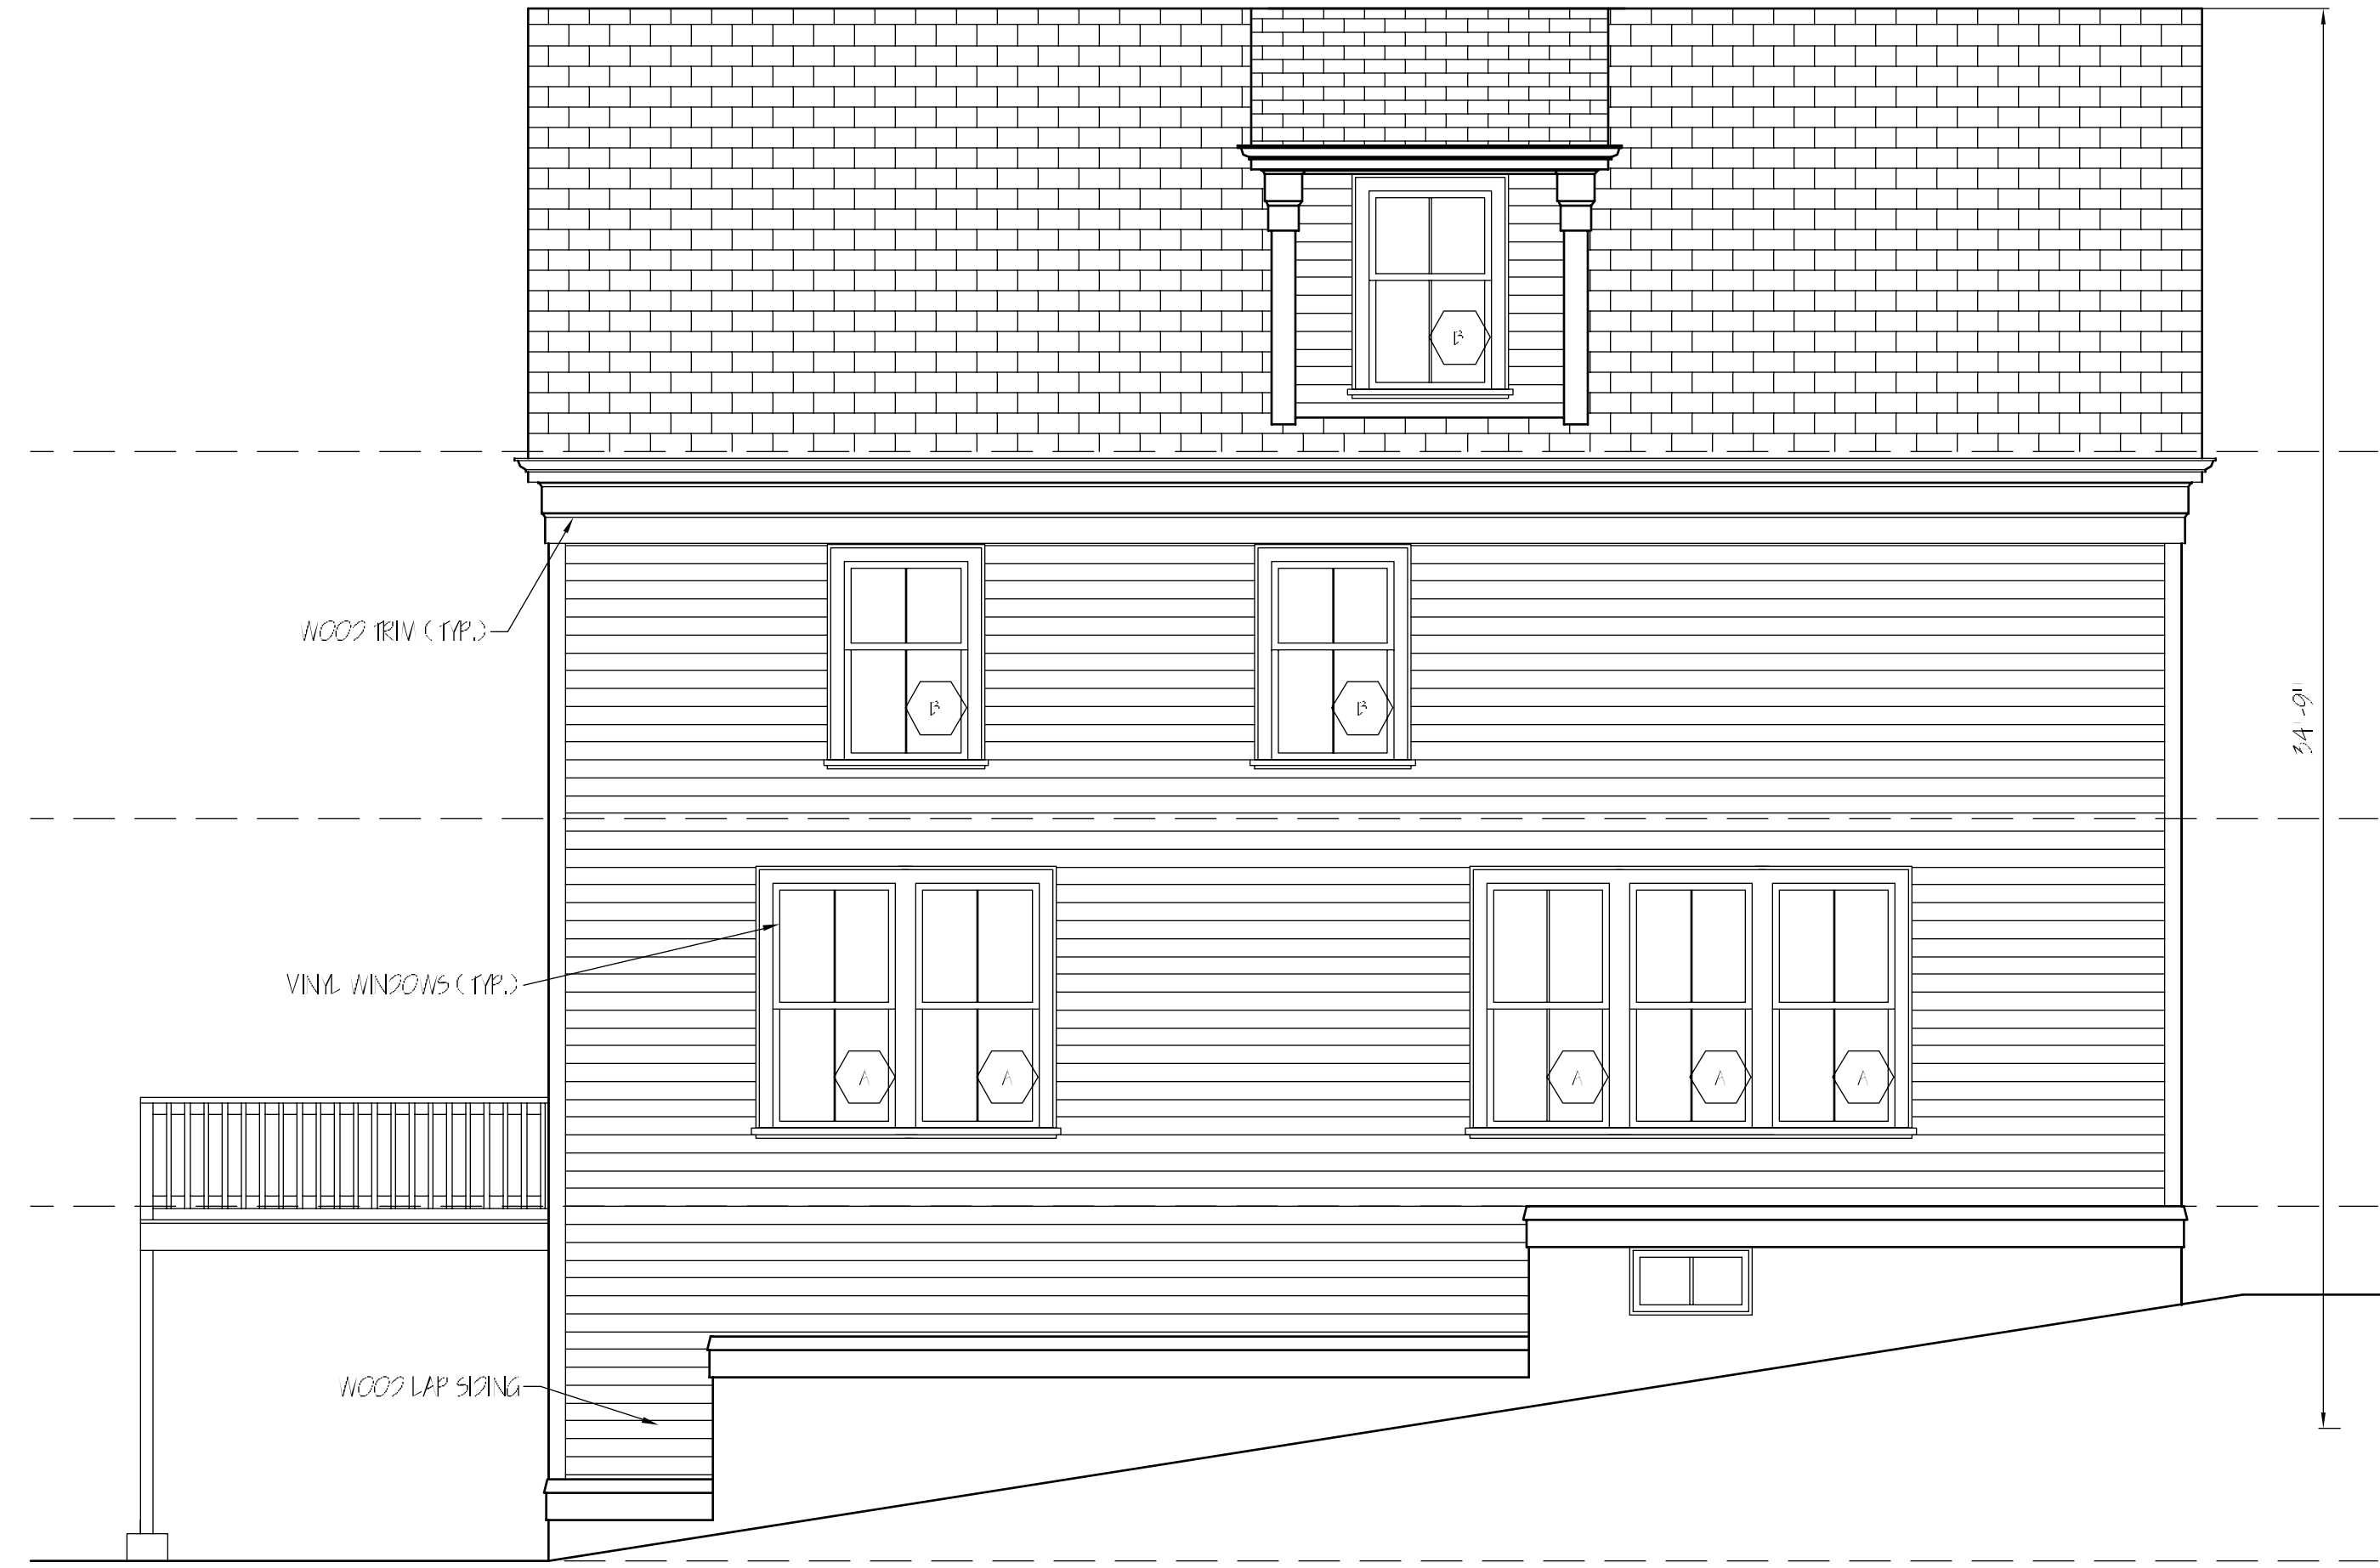 B
WOOD TRIM ( TYP.)
B B
34'-9"
VINYL WINDOWS ( TYP.)
A A A A A
WOOD LAP SIDING